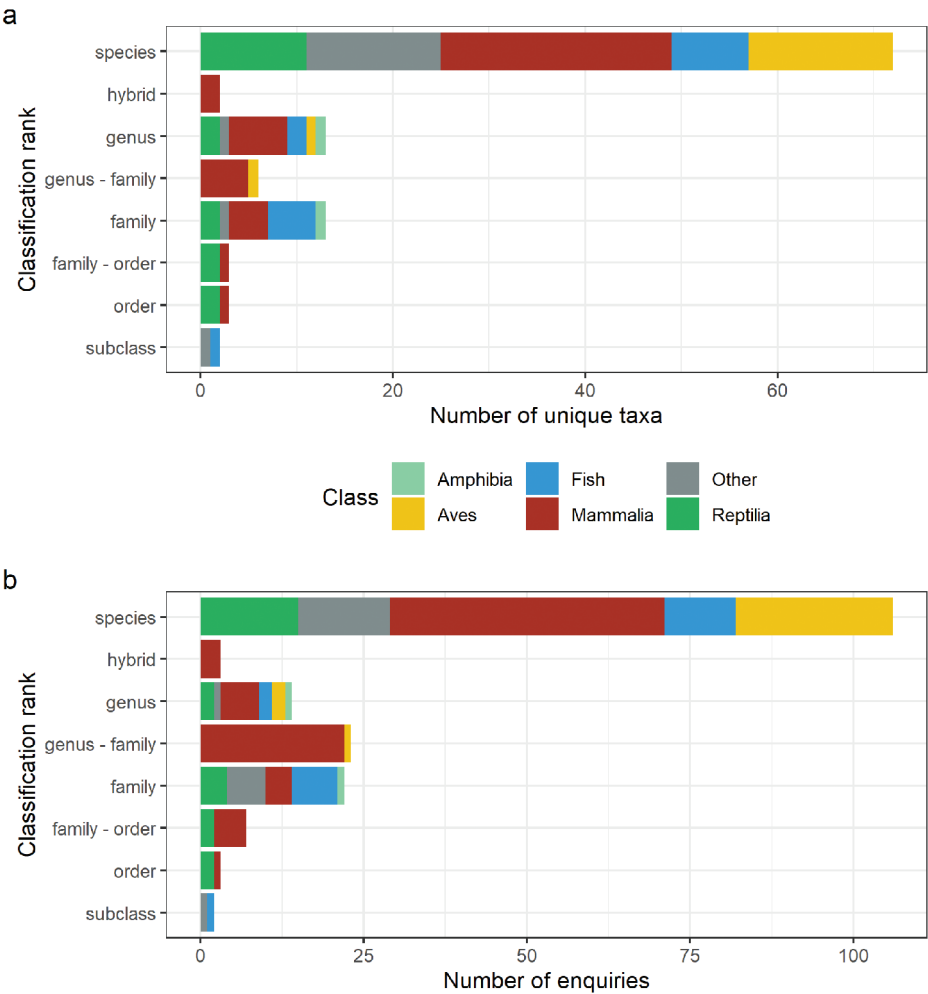 a
Classification rank
species
hybrid
genus
genus - family
family
family - order
order
subclass
0 20 40 60
Number of unique taxa
Class
Amphibia Fish Other
Aves Mammalia Reptilia
b
Classification rank
species
hybrid
genus
genus - family
family
family - order
order
subclass
0 25 50 75 100
Number of enquiries